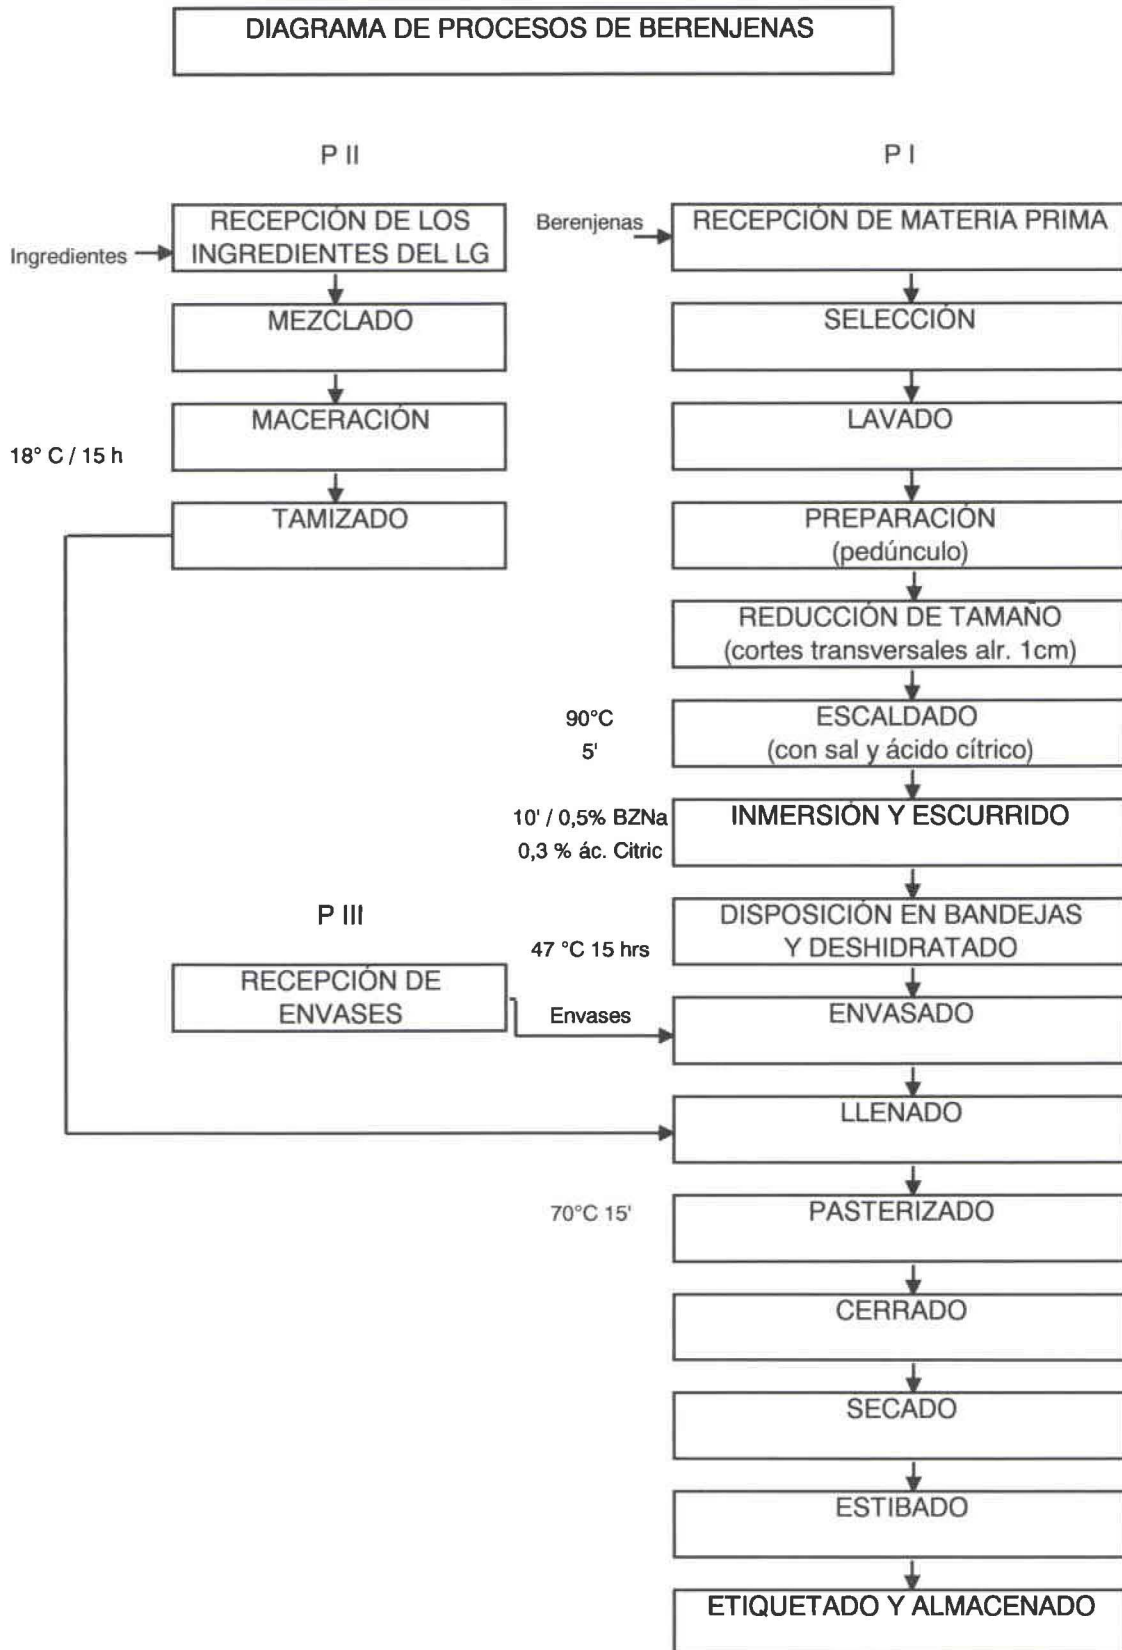 DIAGRAMA DE PROCESOS DE BERENJENAS
P II
P I
Ingredientes
RECEPCIÓN DE LOS
INGREDIENTES DEL LG
Berenjenas
RECEPCIÓN DE MATERIA PRIMA
MEZCLADO
SELECCIÓN
MACERACIÓN
18° C / 15 h
LAVADO
TAMIZADO
PREPARACIÓN
(pedúnculo)
REDUCCIÓN DE TAMAÑO
(cortes transversales alr. 1cm)
90°C
5'
ESCALDADO
(con sal y ácido cítrico)
10' / 0,5% BZNa
0,3 % ác. Citric
INMERSIÓN Y ESCURRIDO
P III
47 °C 15 hrs
DISPOSICIÓN EN BANDEJAS
Y DESHIDRATADO
RECEPCIÓN DE
ENVASES
Envases
ENVASADO
LLENADO
70°C 15'
PASTERIZADO
CERRADO
SECADO
ESTIBADO
ETIQUETADO Y ALMACENADO